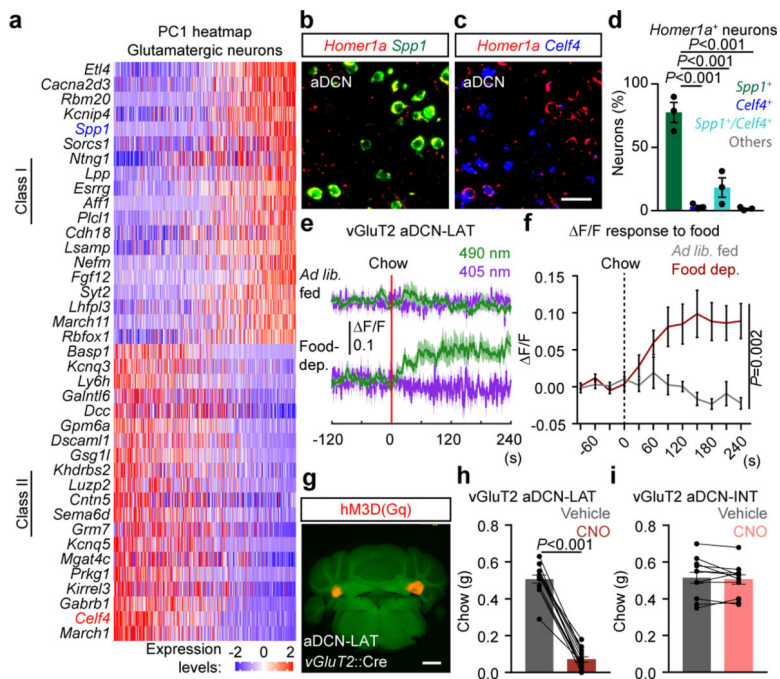 a
PC1 heatmap
Glutamatergic neurons
Etl4
Cacna2d3
Rbm20
Kcnip4
Spp1
Sorcs1
Ntng1
Lpp
Esrrg
Aff1
Plcl1
Cdh18
Lsamp
Nefm
Fgf12
Syt2
Lhfpl3
March11
Rbfox1
Basp1
Kcnq3
Ly6h
Galntl6
Dcc
Gpm6a
Dscaml1
Gsg1l
Khdrbs2
Luzp2
Cntn5
Sema6d
Grm7
Kcnq5
Mgat4c
Prkg1
Kirrel3
Gabrb1
Celf4
March1
Class I
Class II
Expression
levels:
-2 0 2
b
Homer1a Spp1
aDCN
c
Homer1a Celf4
aDCN
d
Homer1a+ neurons
P<0.001
P<0.001
P<0.001
Spp1+
Celf4+
Spp1+/Celf4+
Others
Neurons (%)
100
50
0
e
vGluT2 aDCN-LAT
490 nm
405 nm
Chow
Ad lib.
fed
ΔF/F
0.1
Food-
dep.
-120 0 120 240
(s)
f
ΔF/F response to food
Ad lib. fed
Food dep.
Chow
ΔF/F
0.15
0.10
0.05
0.00
-0.05
P=0.002
-60 0 60 120 180 240
(s)
g
hM3D(Gq)
aDCN-LAT
vGluT2::Cre
h
vGluT2 aDCN-LAT
Vehicle
CNO
P<0.001
Chow (g)
0.8
0.6
0.4
0.2
0.0
i
vGluT2 aDCN-INT
Vehicle
CNO
Chow (g)
0.8
0.6
0.4
0.2
0.0